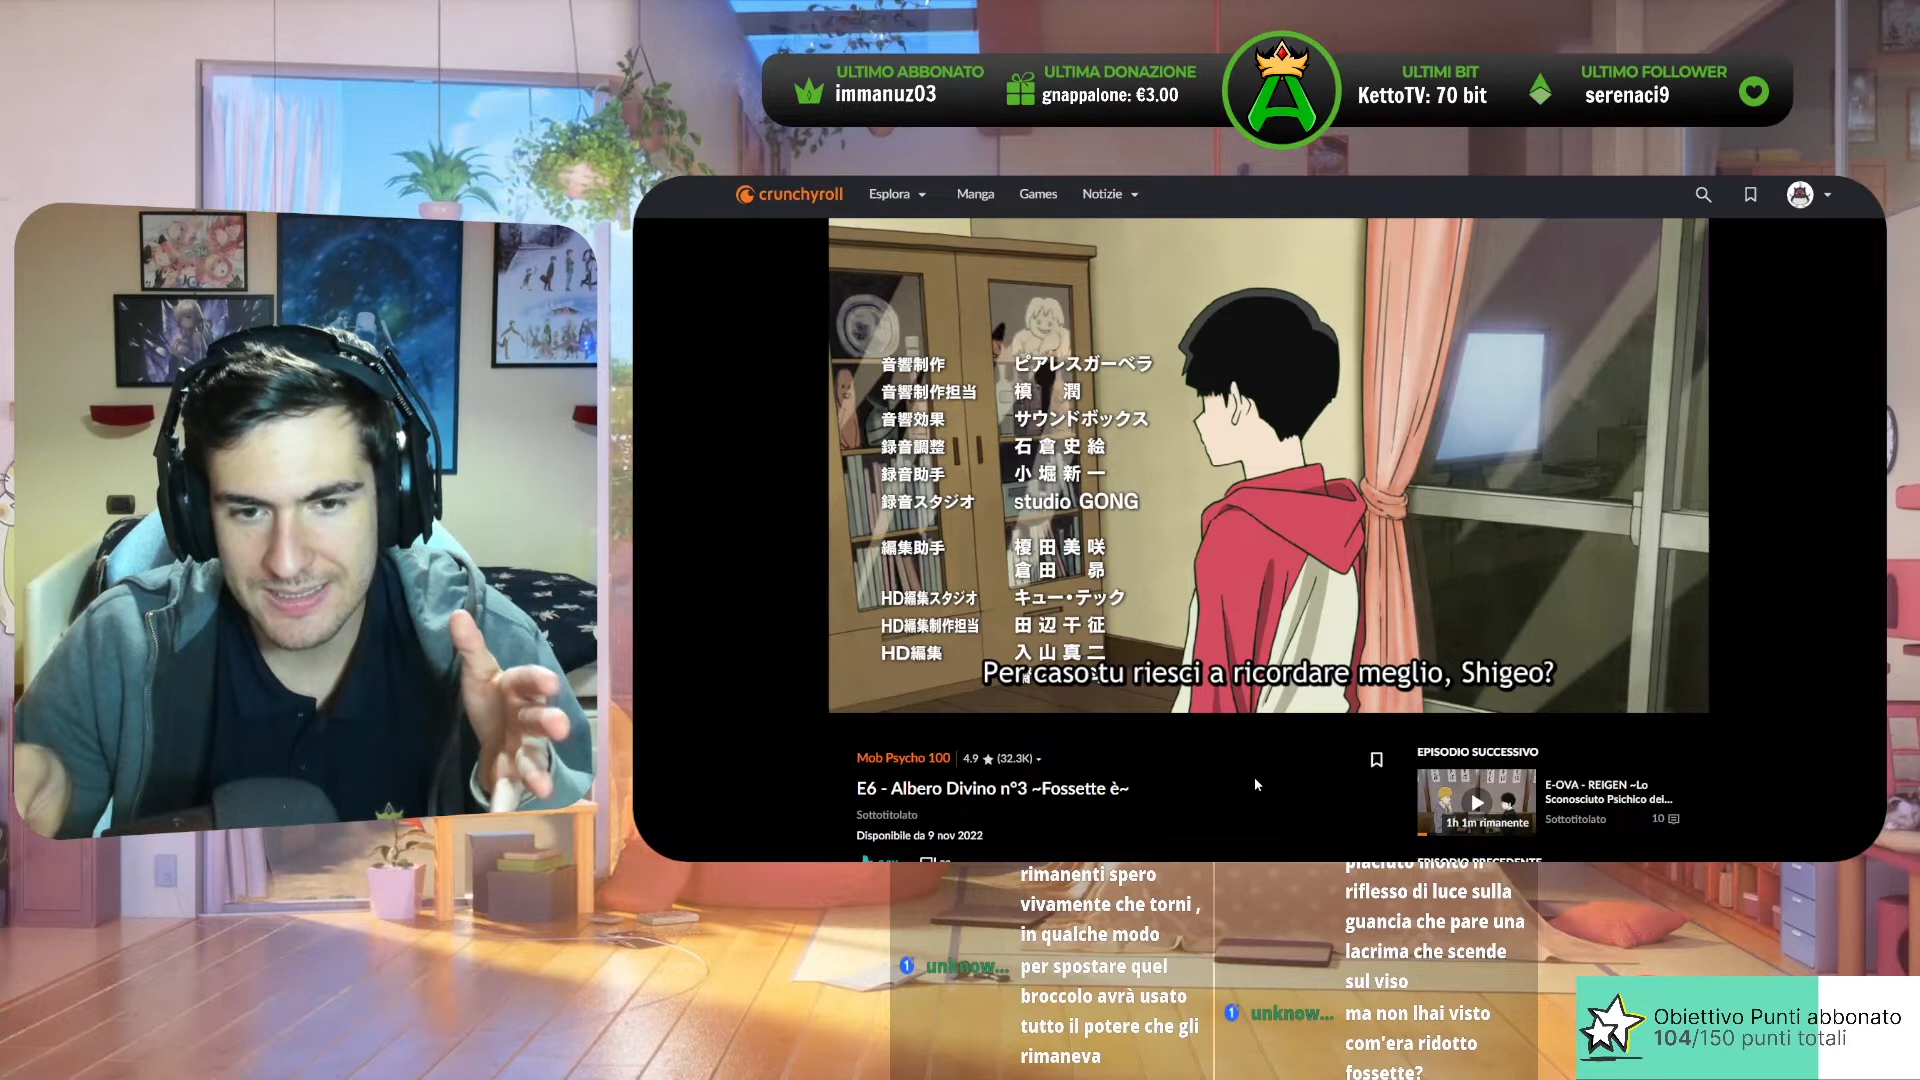 ULTIMO ABBONATO
immanuz03
ULTIMA DONAZIONE
gnappalone: €3.00
ULTIMI BIT
KettoTV: 70 bit
ULTIMO FOLLOWER
serenaci9
crunchyroll
Esplora
Manga
Games
Notizie
音響制作 ピアレスガーベラ
音響制作担当 槙 潤
音響効果 サウンドボックス
録音調整 石倉史絵
録音助手 小堀新一
録音スタジオ studio GONG
編集助手 榎田美咲
倉田 昴
HD編集スタジオ キュー・テック
HD編集制作担当 田辺干征
HD編集 入山真二
Per caso tu riesci a ricordare meglio, Shigeo?
Mob Psycho 100 4.9 ★ (32.3K)
E6 - Albero Divino n°3 ~Fossette è~
Sottotitolato
Disponibile da 9 nov 2022
EPISODIO SUCCESSIVO
1h 1m rimanente
E-OVA - REIGEN ~Lo
Sconosciuto Psichico dei...
Sottotitolato 10
EPISODIO PRECEDENTE
rimanenti spero
vivamente che torni ,
in qualche modo
unknow... per spostare quel
broccolo avrà usato
tutto il potere che gli
rimaneva
piaciuto molto il
riflesso di luce sulla
guancia che pare una
lacrima che scende
sul viso
unknow... ma non lhai visto
com'era ridotto
fossette?
Obiettivo Punti abbonato
104/150 punti totali